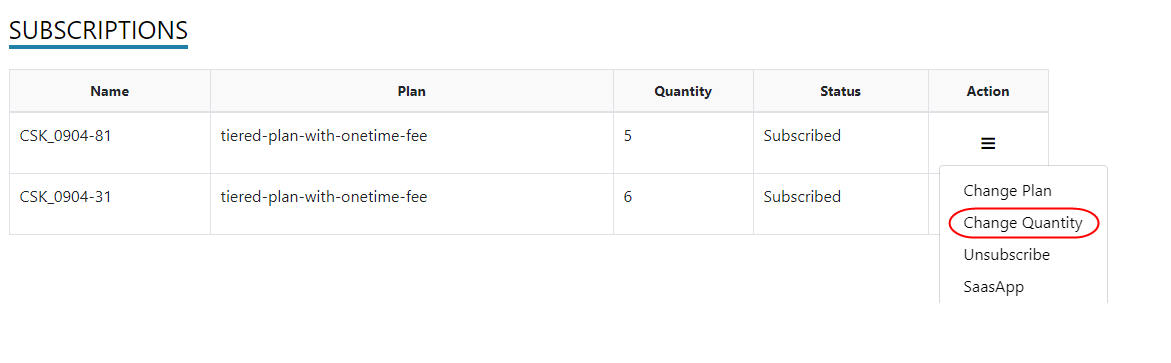 SUBSCRIPTIONS
Name Plan Quantity Status Action
CSK_0904-81 tiered-plan-with-onetime-fee 5 Subscribed
CSK_0904-31 tiered-plan-with-onetime-fee 6 Subscribed
Change Plan
Change Quantity
Unsubscribe
SaasApp